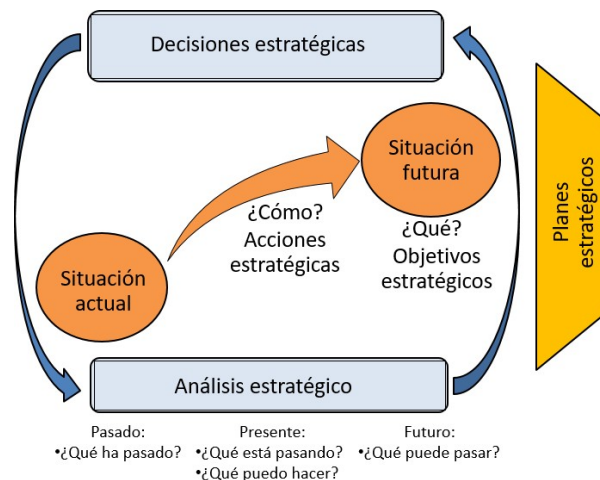 Decisiones estratégicas
Situación
futura
¿Cómo?
Acciones
estratégicas
¿Qué?
Objetivos
estratégicos
Situación
actual
Planes
estratégicos
Análisis estratégico
Pasado:
•¿Qué ha pasado?
Presente:
•¿Qué está pasando?
•¿Qué puedo hacer?
Futuro:
•¿Qué puede pasar?